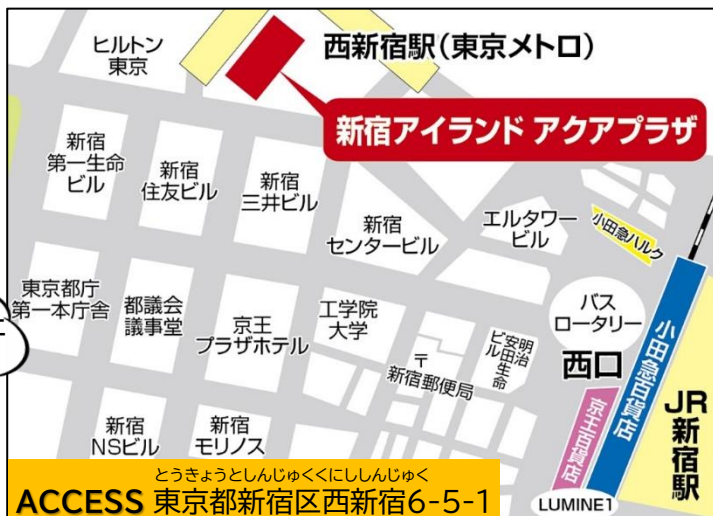 ヒルトン
東京
西新宿駅(東京メトロ)
新宿アイランド アクアプラザ
新宿
第一生命
ビル
新宿
住友ビル
新宿
三井ビル
新宿
センタービル
エルタワー
ビル
小田急ハルク
東京都庁
第一本庁舎
都議会
議事堂
京王
プラザホテル
工学院
大学
〒
新宿郵便局
明治
安田生命
ビル
バス
ロータリー
西口
小田急百貨店
京王百貨店
JR新宿駅
新宿
NSビル
新宿
モリノス
LUMINE1
とうきょうとしんじゅくくにししんじゅく
ACCESS 東京都新宿区西新宿6-5-1